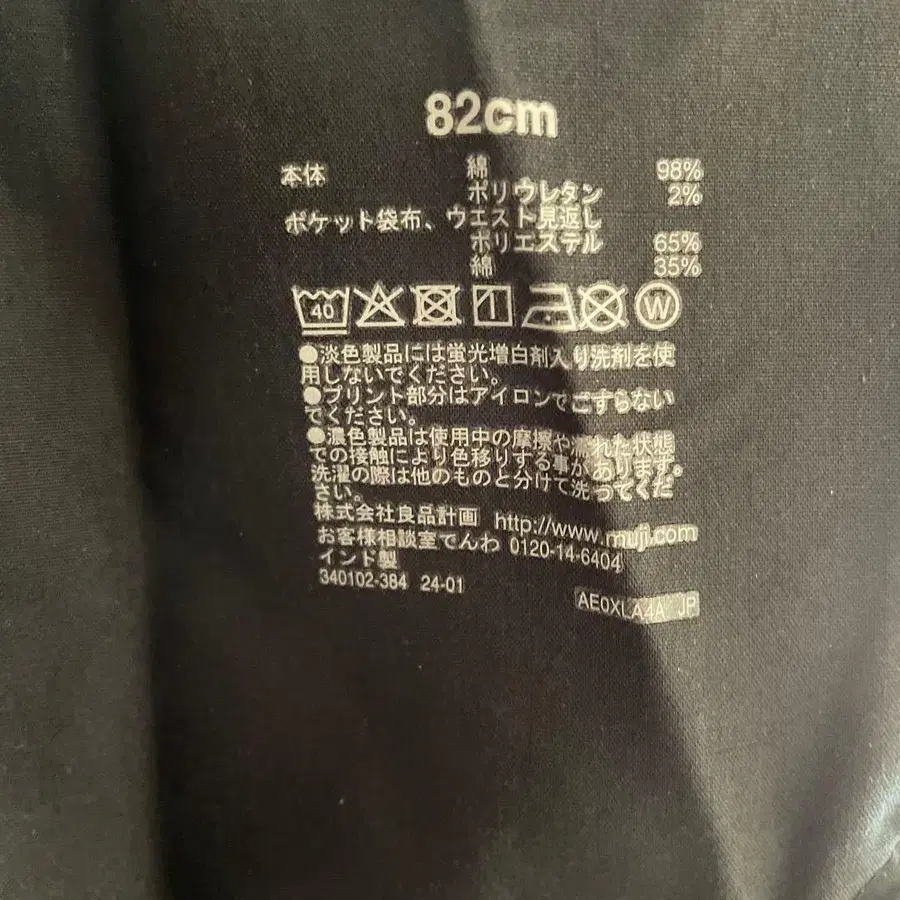 82cm
本体 綿 98%
ポリウレタン 2%
ポケット袋布、ウエスト見返し
ポリエステル 65%
綿 35%
40 W
●淡色製品には蛍光増白剤入り洗剤を使
用しないでください。
●プリント部分はアイロンでこすらない
でください。
●濃色製品は使用中の摩擦や濡れた状態
での接触により色移りする事があります。
洗濯の際は他のものと分けて洗ってくだ
さい。
株式会社良品計画 http://www.muji.com
お客様相談室でんわ 0120-14-6404
インド製
340102-384 24-01
AE0XLA4A JP